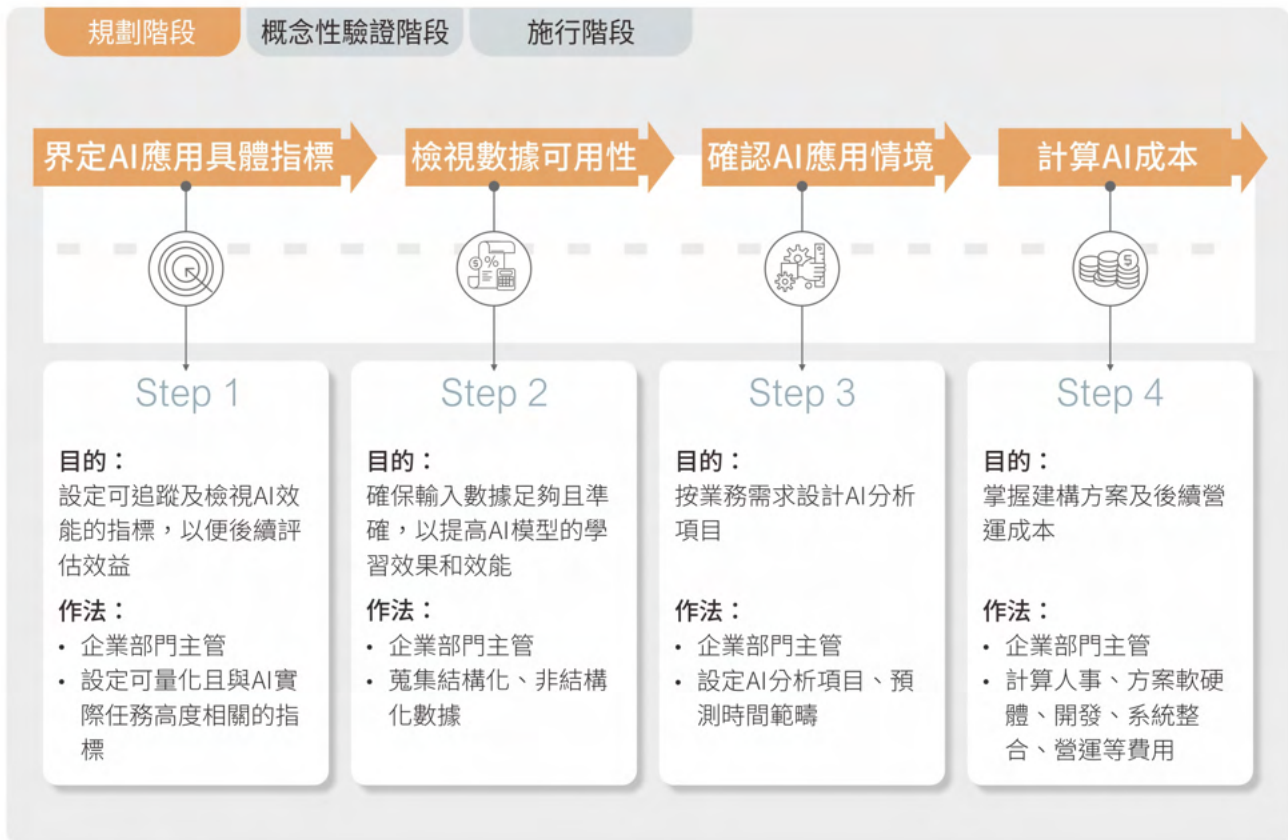 規劃階段
概念性驗證階段
施行階段
界定AI應用具體指標
檢視數據可用性
確認AI應用情境
計算AI成本
Step 1
目的：
設定可追蹤及檢視AI效
能的指標，以便後續評
估效益
作法：
• 企業部門主管
• 設定可量化且與AI實
際任務高度相關的指
標
Step 2
目的：
確保輸入數據足夠且準
確，以提高AI模型的學
習效果和效能
作法：
• 企業部門主管
• 蒐集結構化、非結構
化數據
Step 3
目的：
按業務需求設計AI分析
項目
作法：
• 企業部門主管
• 設定AI分析項目、預
測時間範疇
Step 4
目的：
掌握建構方案及後續營
運成本
作法：
• 企業部門主管
• 計算人事、方案軟硬
體、開發、系統整
合、營運等費用